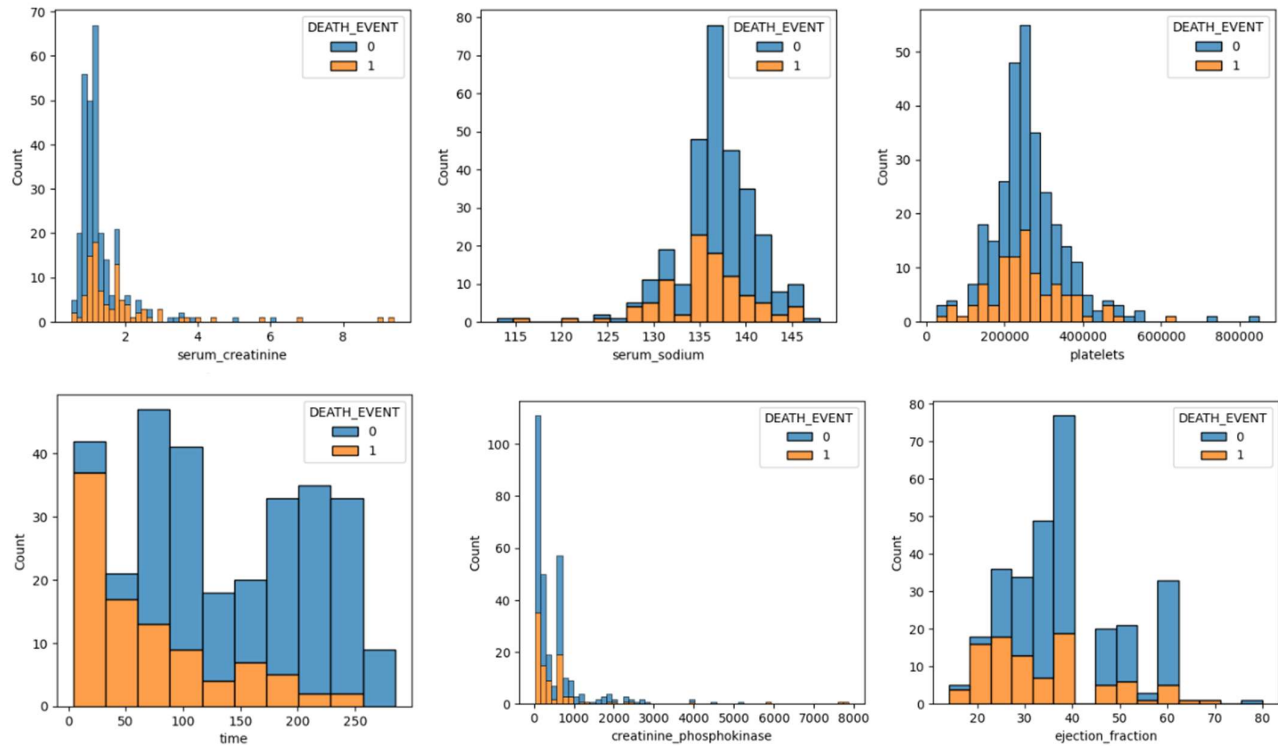 70
60
50
40
30
20
10
0
Count
2 4 6 8
serum_creatinine
DEATH_EVENT
0
1
80
70
60
50
40
30
20
10
0
Count
115 120 125 130 135 140 145
serum_sodium
DEATH_EVENT
0
1
50
40
30
20
10
0
Count
200000 400000 600000 800000
0
platelets
DEATH_EVENT
0
1
40
30
20
10
0
Count
0 50 100 150 200 250
time
DEATH_EVENT
0
1
100
80
60
40
20
0
Count
0 1000 2000 3000 4000 5000 6000 7000 8000
creatinine_phosphokinase
DEATH_EVENT
0
1
80
70
60
50
40
30
20
10
0
Count
20 30 40 50 60 70 80
ejection_fraction
DEATH_EVENT
0
1